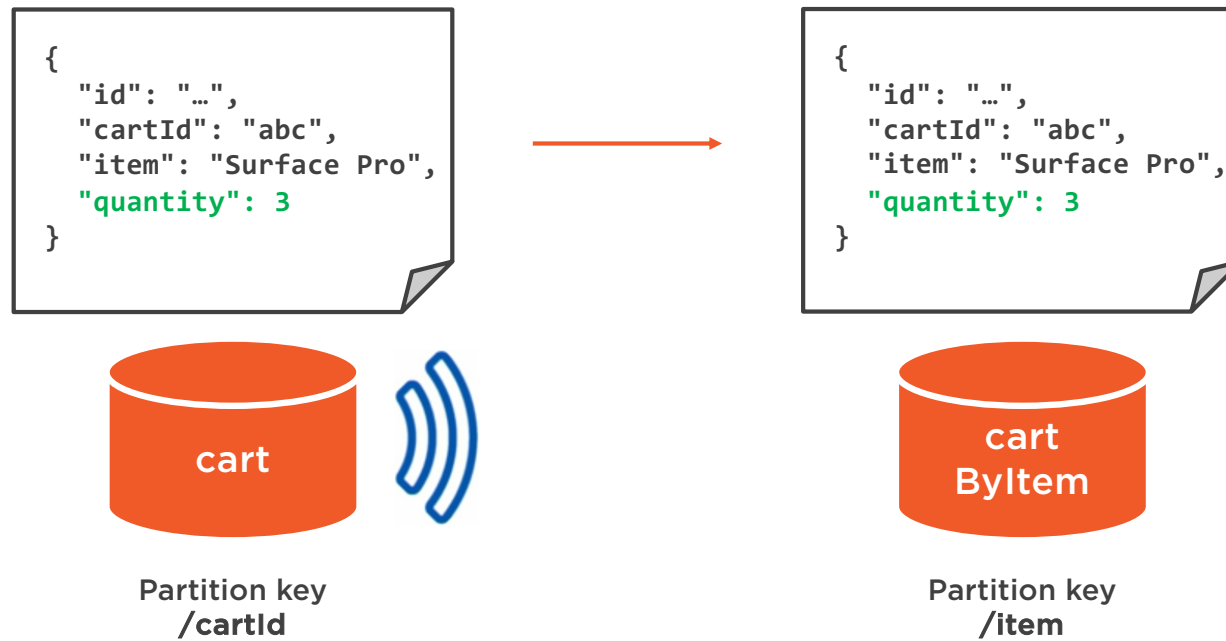 {
"id": "…",
"cartId": "abc",
"item": "Surface Pro",
"quantity": 3
}
cart
Partition key
/cartId
{
"id": "…",
"cartId": "abc",
"item": "Surface Pro",
"quantity": 3
}
cart
ByItem
Partition key
/item